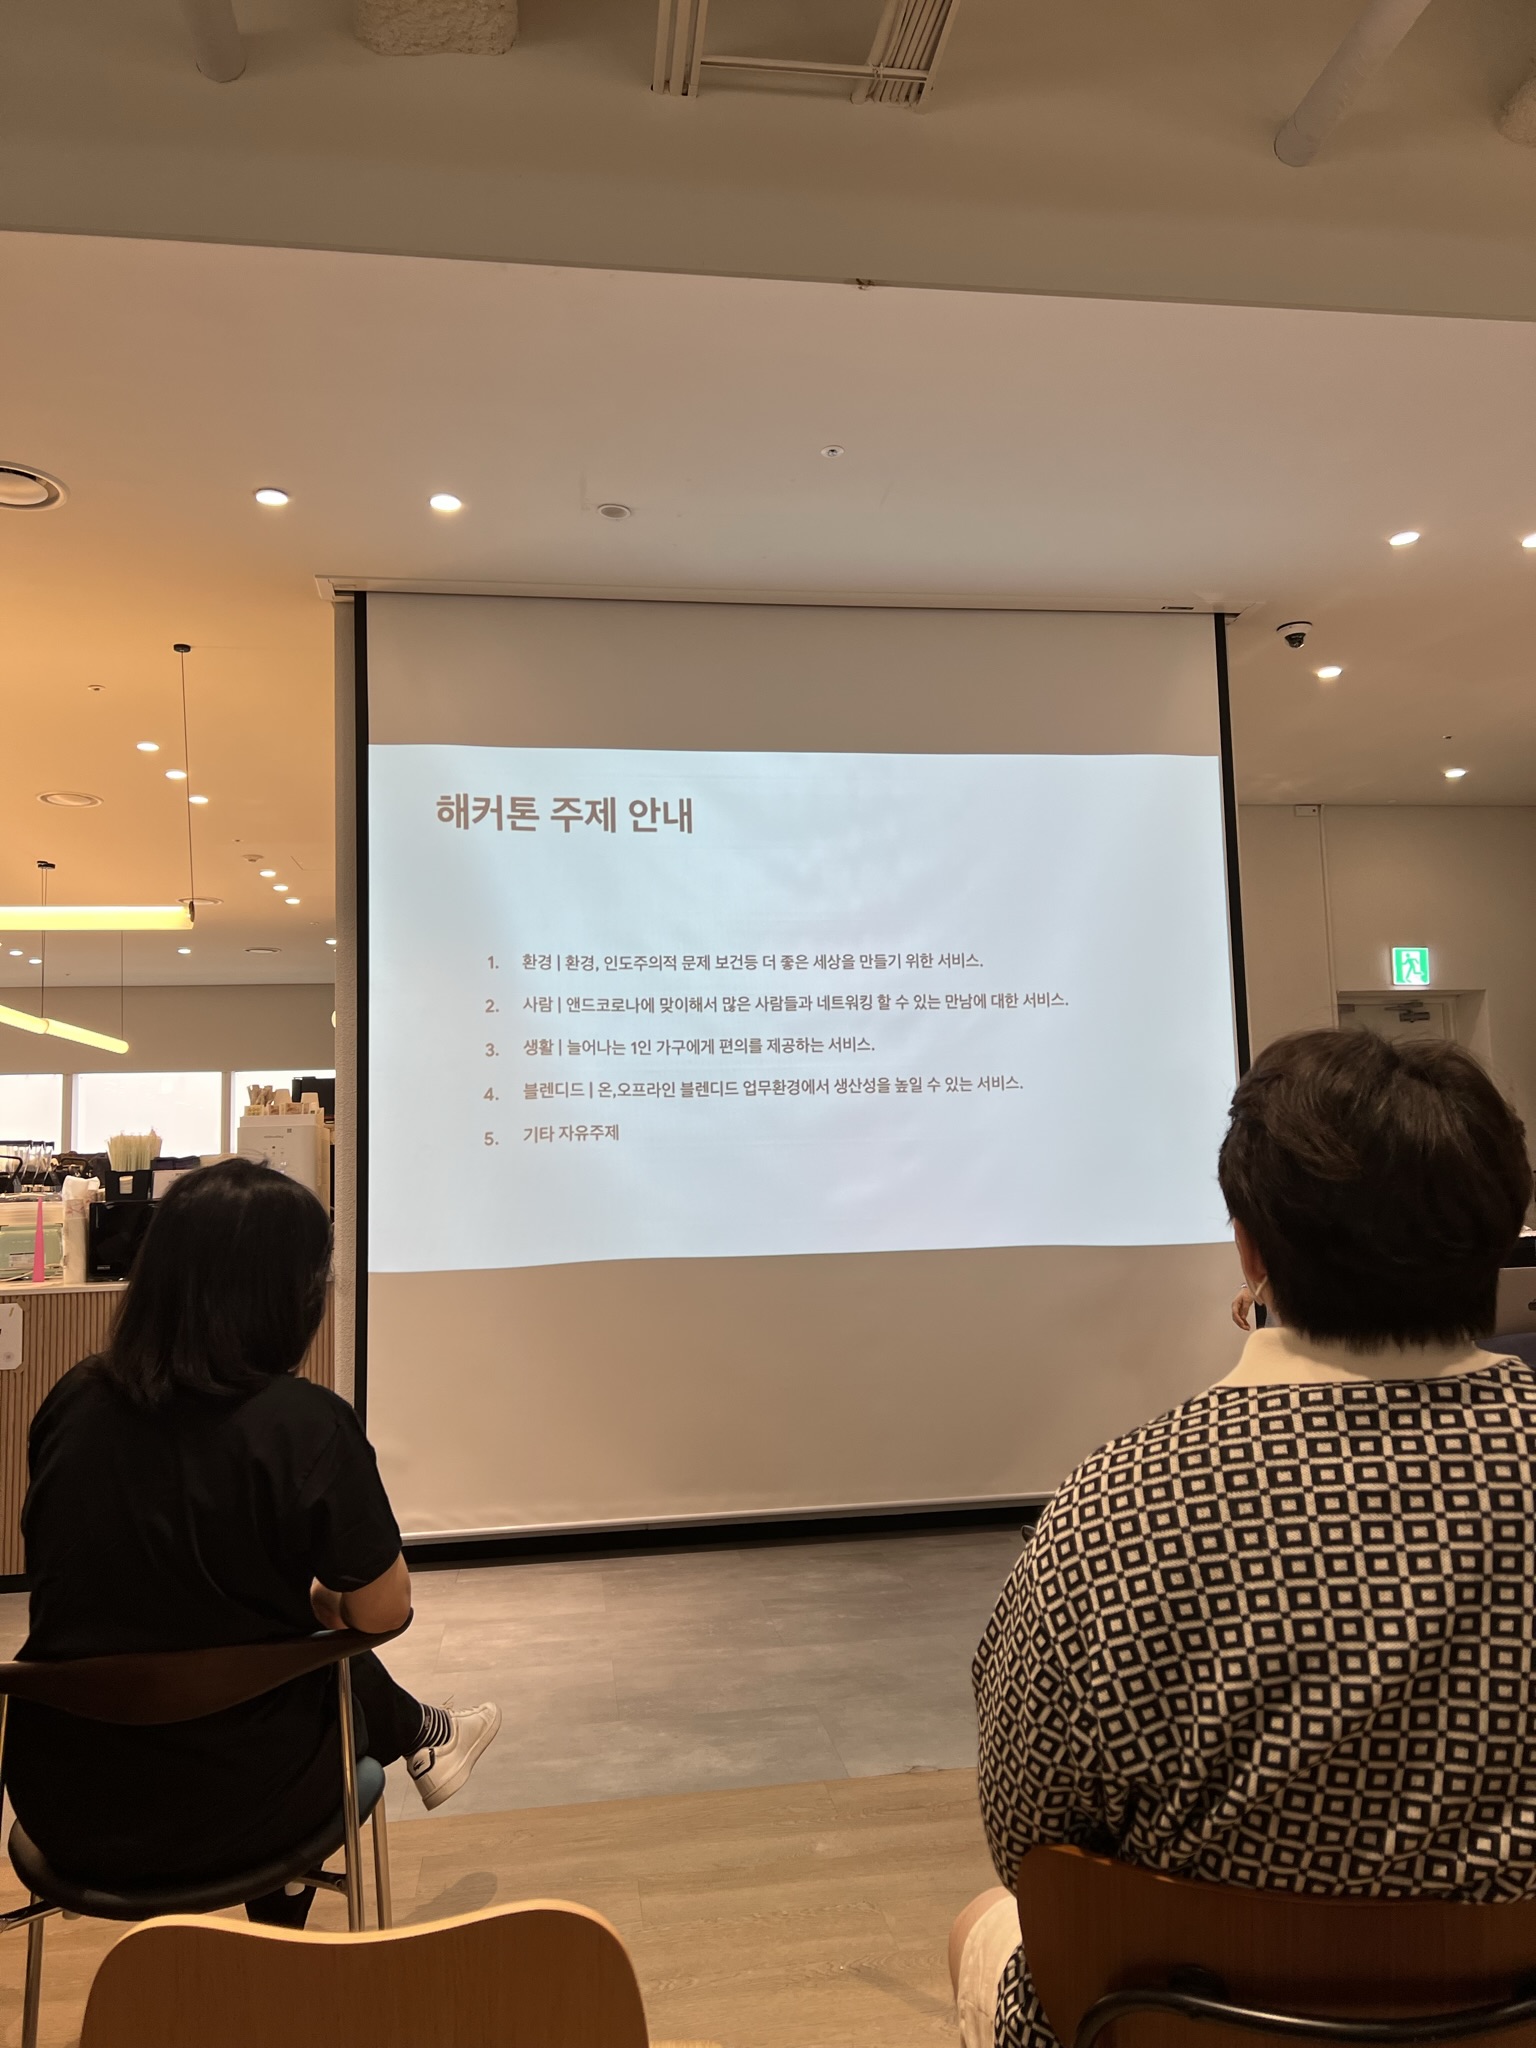 해커톤 주제 안내
1. 환경 | 환경, 인도주의적 문제 보건등 더 좋은 세상을 만들기 위한 서비스.
2. 사람 | 앤드코로나에 맞이해서 많은 사람들과 네트워킹 할 수 있는 만남에 대한 서비스.
3. 생활 | 늘어나는 1인 가구에게 편의를 제공하는 서비스.
4. 블렌디드 | 온,오프라인 블렌디드 업무환경에서 생산성을 높일 수 있는 서비스.
5. 기타 자유주제